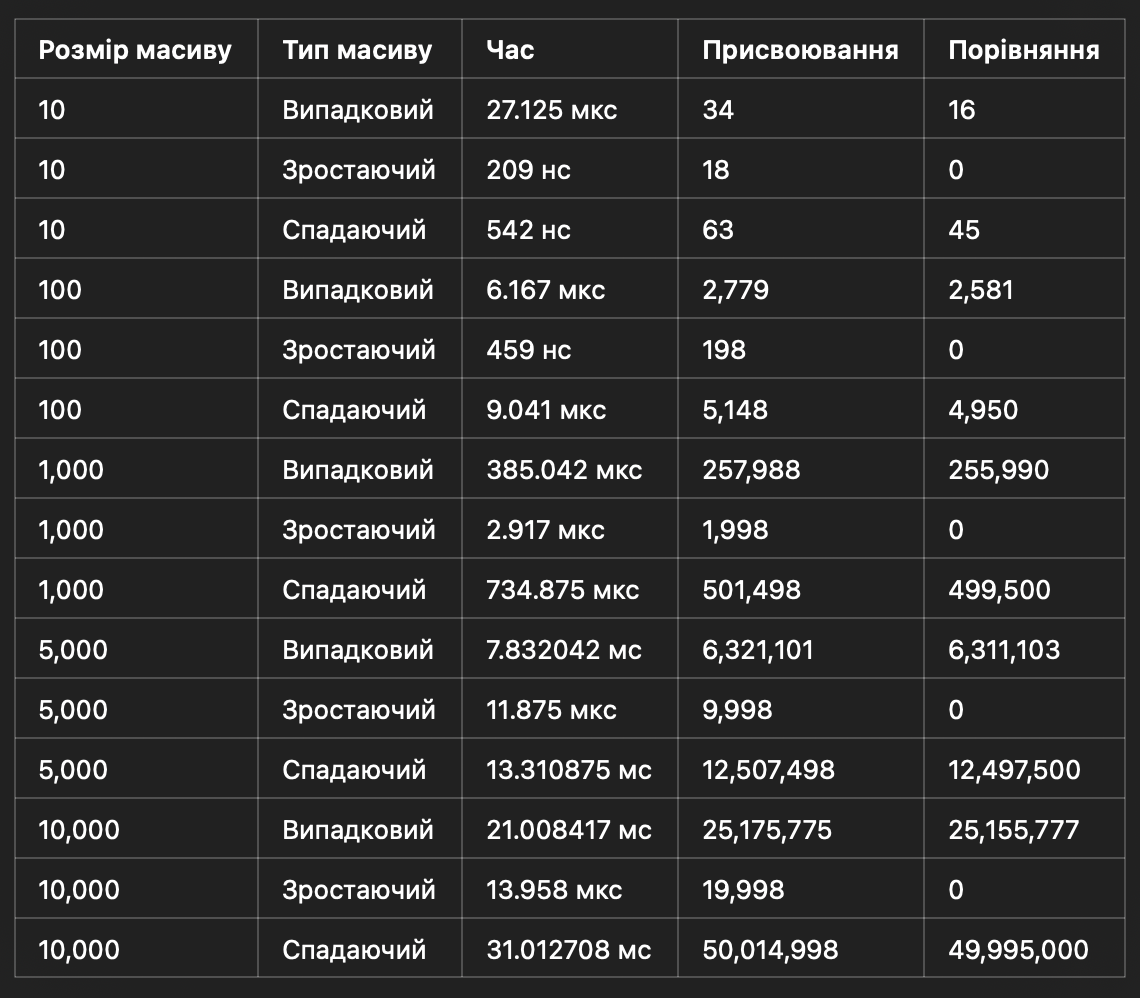 Розмір масиву Тип масиву Час Присвоювання Порівняння
10 Випадковий 27.125 мкс 34 16
10 Зростаючий 209 нс 18 0
10 Спадаючий 542 нс 63 45
100 Випадковий 6.167 мкс 2,779 2,581
100 Зростаючий 459 нс 198 0
100 Спадаючий 9.041 мкс 5,148 4,950
1,000 Випадковий 385.042 мкс 257,988 255,990
1,000 Зростаючий 2.917 мкс 1,998 0
1,000 Спадаючий 734.875 мкс 501,498 499,500
5,000 Випадковий 7.832042 мс 6,321,101 6,311,103
5,000 Зростаючий 11.875 мкс 9,998 0
5,000 Спадаючий 13.310875 мс 12,507,498 12,497,500
10,000 Випадковий 21.008417 мс 25,175,775 25,155,777
10,000 Зростаючий 13.958 мкс 19,998 0
10,000 Спадаючий 31.012708 мс 50,014,998 49,995,000